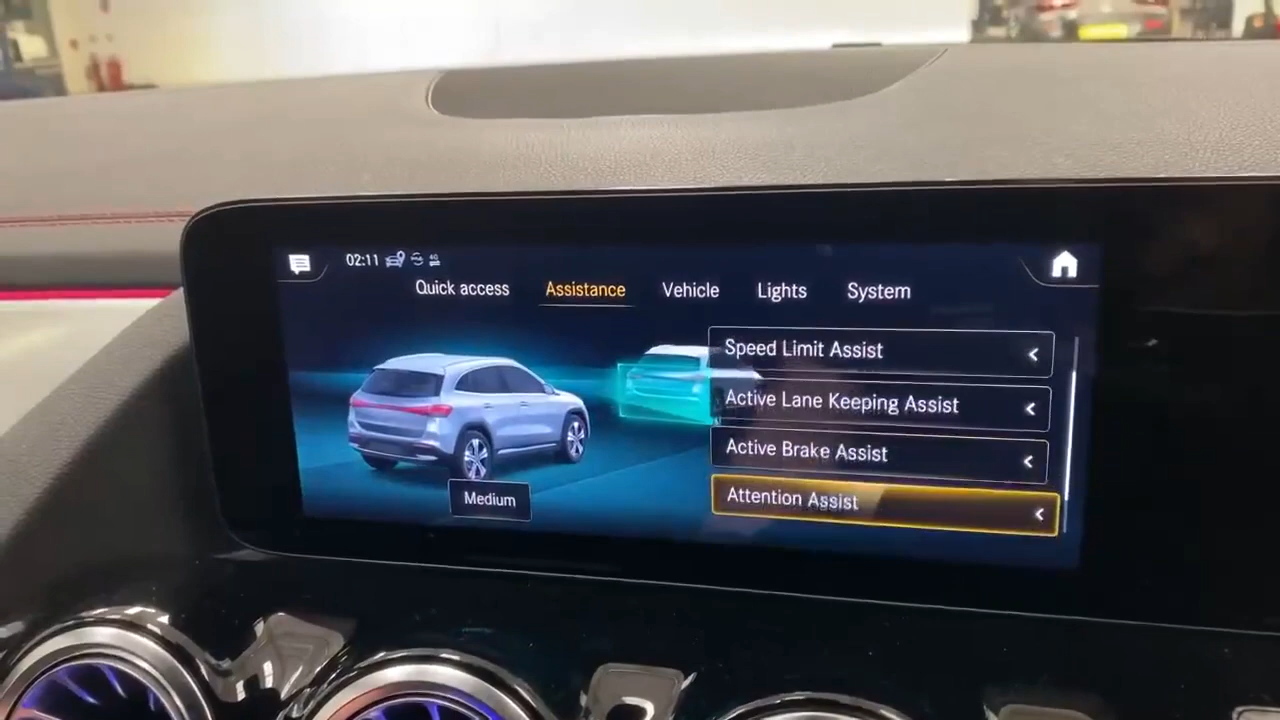 02:11
Quick access
Assistance
Vehicle
Lights
System
Speed Limit Assist
Active Lane Keeping Assist
Active Brake Assist
Attention Assist
Medium